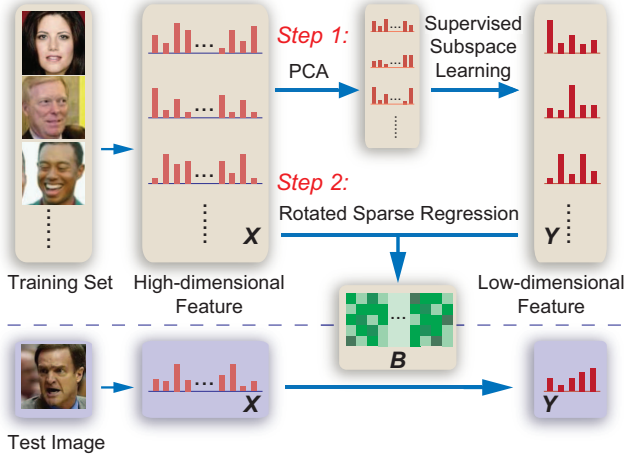 Step 1:
PCA
Supervised
Subspace
Learning
Step 2:
Rotated Sparse Regression
X
Y
Training Set
High-dimensional
Feature
Low-dimensional
Feature
B
X
Y
Test Image